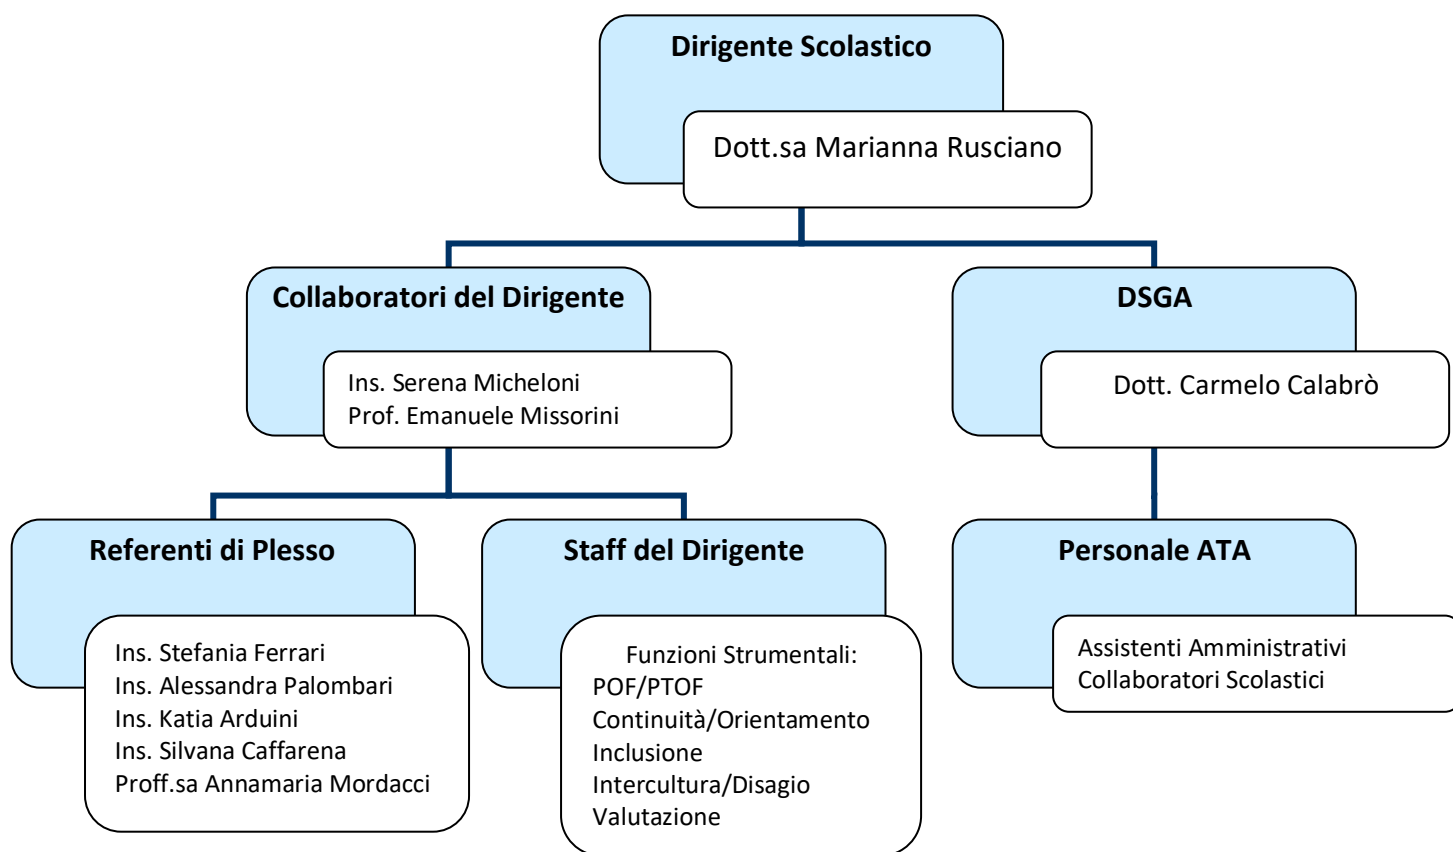 Dirigente Scolastico
Dott.sa Marianna Rusciano
Collaboratori del Dirigente
Ins. Serena Micheloni
Prof. Emanuele Missorini
DSGA
Dott. Carmelo Calabrò
Referenti di Plesso
Ins. Stefania Ferrari
Ins. Alessandra Palombari
Ins. Katia Arduini
Ins. Silvana Caffarena
Proff.sa Annamaria Mordacci
Staff del Dirigente
Funzioni Strumentali:
POF/PTOF
Continuità/Orientamento
Inclusione
Intercultura/Disagio
Valutazione
Personale ATA
Assistenti Amministrativi
Collaboratori Scolastici